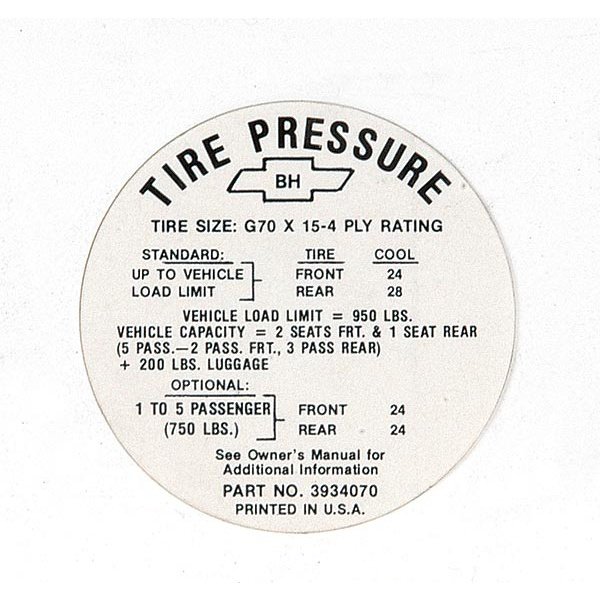 TIRE PRESSURE
BH
TIRE SIZE: G70 X 15-4 PLY RATING
STANDARD: TIRE COOL
UP TO VEHICLE FRONT 24
LOAD LIMIT REAR 28
VEHICLE LOAD LIMIT = 950 LBS.
VEHICLE CAPACITY = 2 SEATS FRT. & 1 SEAT REAR
(5 PASS.—2 PASS. FRT., 3 PASS REAR)
+ 200 LBS. LUGGAGE
OPTIONAL:
1 TO 5 PASSENGER FRONT 24
(750 LBS.) REAR 24
See Owner's Manual for
Additional Information
PART NO. 3934070
PRINTED IN U.S.A.